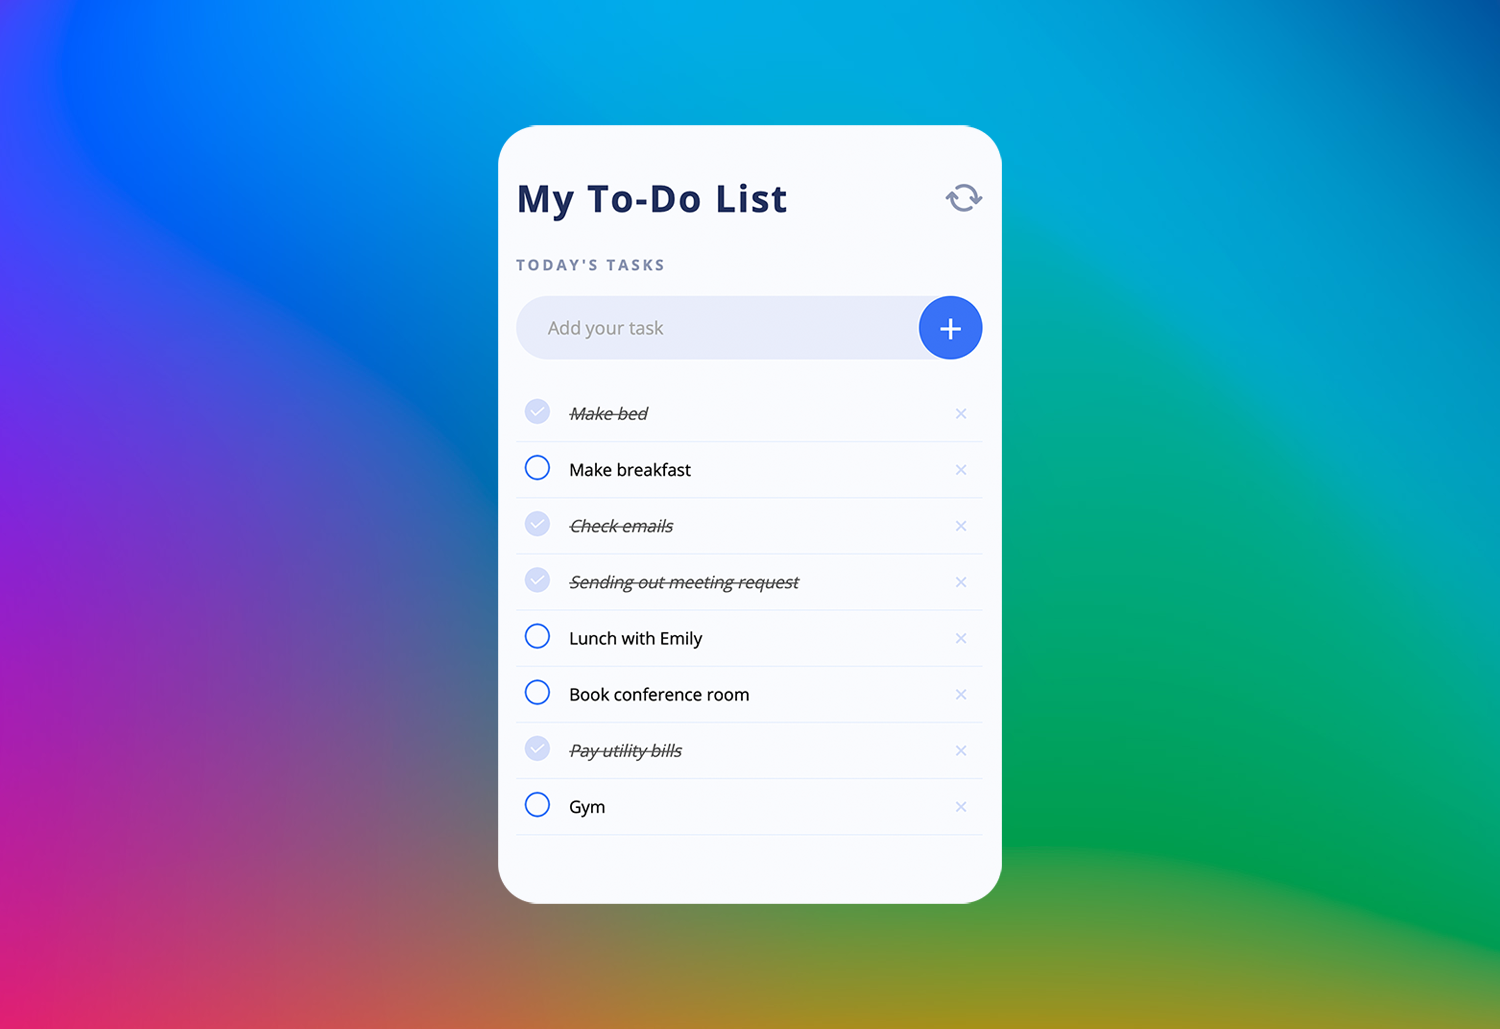 My To-Do List
TODAY'S TASKS
Add your task
Make bed
Make breakfast
Check emails
Sending out meeting request
Lunch with Emily
Book conference room
Pay utility bills
Gym